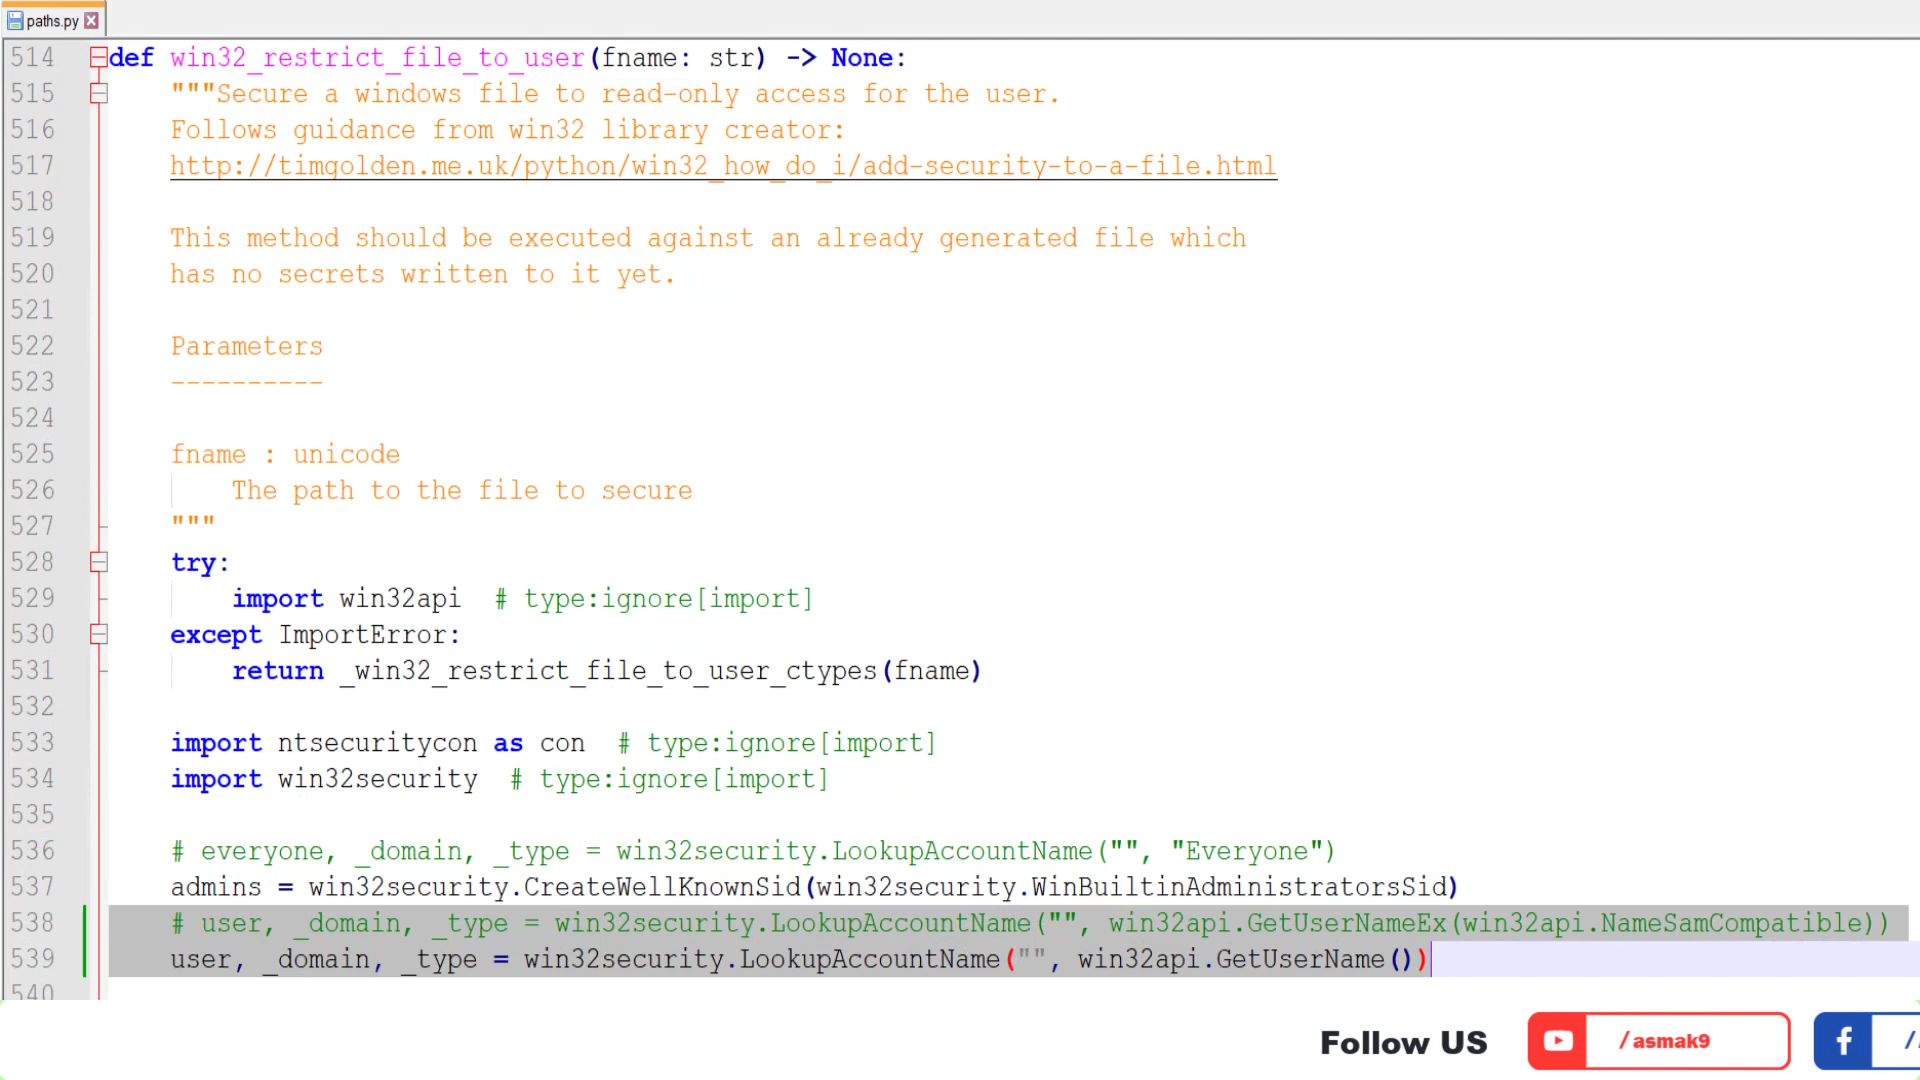 paths.py
514 def win32_restrict_file_to_user(fname: str) -> None:
515 """Secure a windows file to read-only access for the user.
516 Follows guidance from win32 library creator:
517 http://timgolden.me.uk/python/win32_how_do_i/add-security-to-a-file.html
518
519 This method should be executed against an already generated file which
520 has no secrets written to it yet.
521
522 Parameters
523 ----------
524
525 fname : unicode
526 The path to the file to secure
527 """
528 try:
529 import win32api  # type:ignore[import]
530 except ImportError:
531 return _win32_restrict_file_to_user_ctypes(fname)
532
533 import ntsecuritycon as con  # type:ignore[import]
534 import win32security  # type:ignore[import]
535
536 # everyone, _domain, _type = win32security.LookupAccountName("", "Everyone")
537 admins = win32security.CreateWellKnownSid(win32security.WinBuiltinAdministratorsSid)
538 # user, _domain, _type = win32security.LookupAccountName("", win32api.GetUserNameEx(win32api.NameSamCompatible))
539 user, _domain, _type = win32security.LookupAccountName("", win32api.GetUserName())
540
Follow US /asmak9 f /